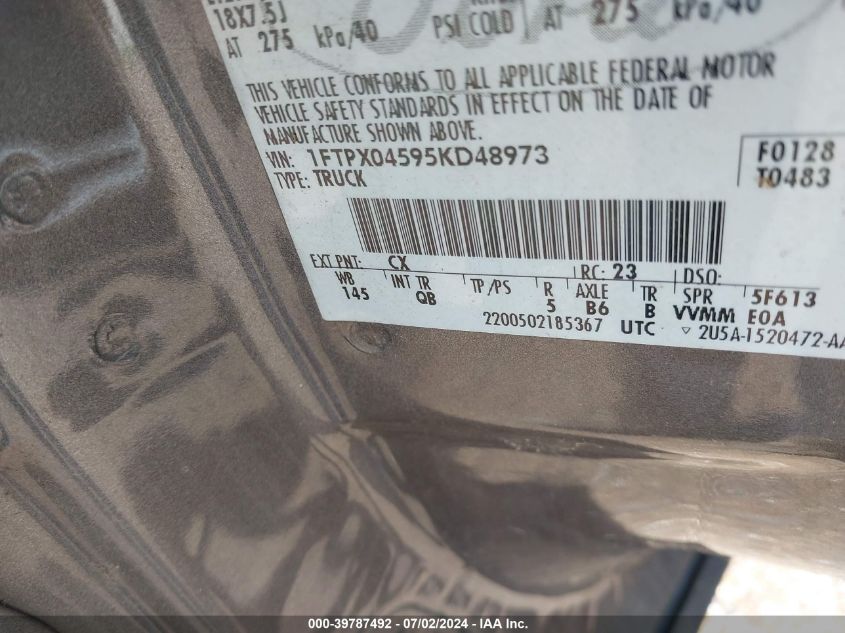 18X7.5J
AT 275 kPa/40 PSI COLD AT 275 kPa/40
THIS VEHICLE CONFORMS TO ALL APPLICABLE FEDERAL MOTOR
VEHICLE SAFETY STANDARDS IN EFFECT ON THE DATE OF
MANUFACTURE SHOWN ABOVE.
VIN: 1FTPX04595KD48973 F0128
TYPE: TRUCK T0483
EXT PNT: CX RC: 23 DSO:
WB INT TR TP/PS R AXLE TR SPR 5F613
145 QB 5 B6 B VVMM E0A
2200502185367 UTC ▽ 2U5A-1520472-AA
000-39787492 - 07/02/2024 - IAAI.com.